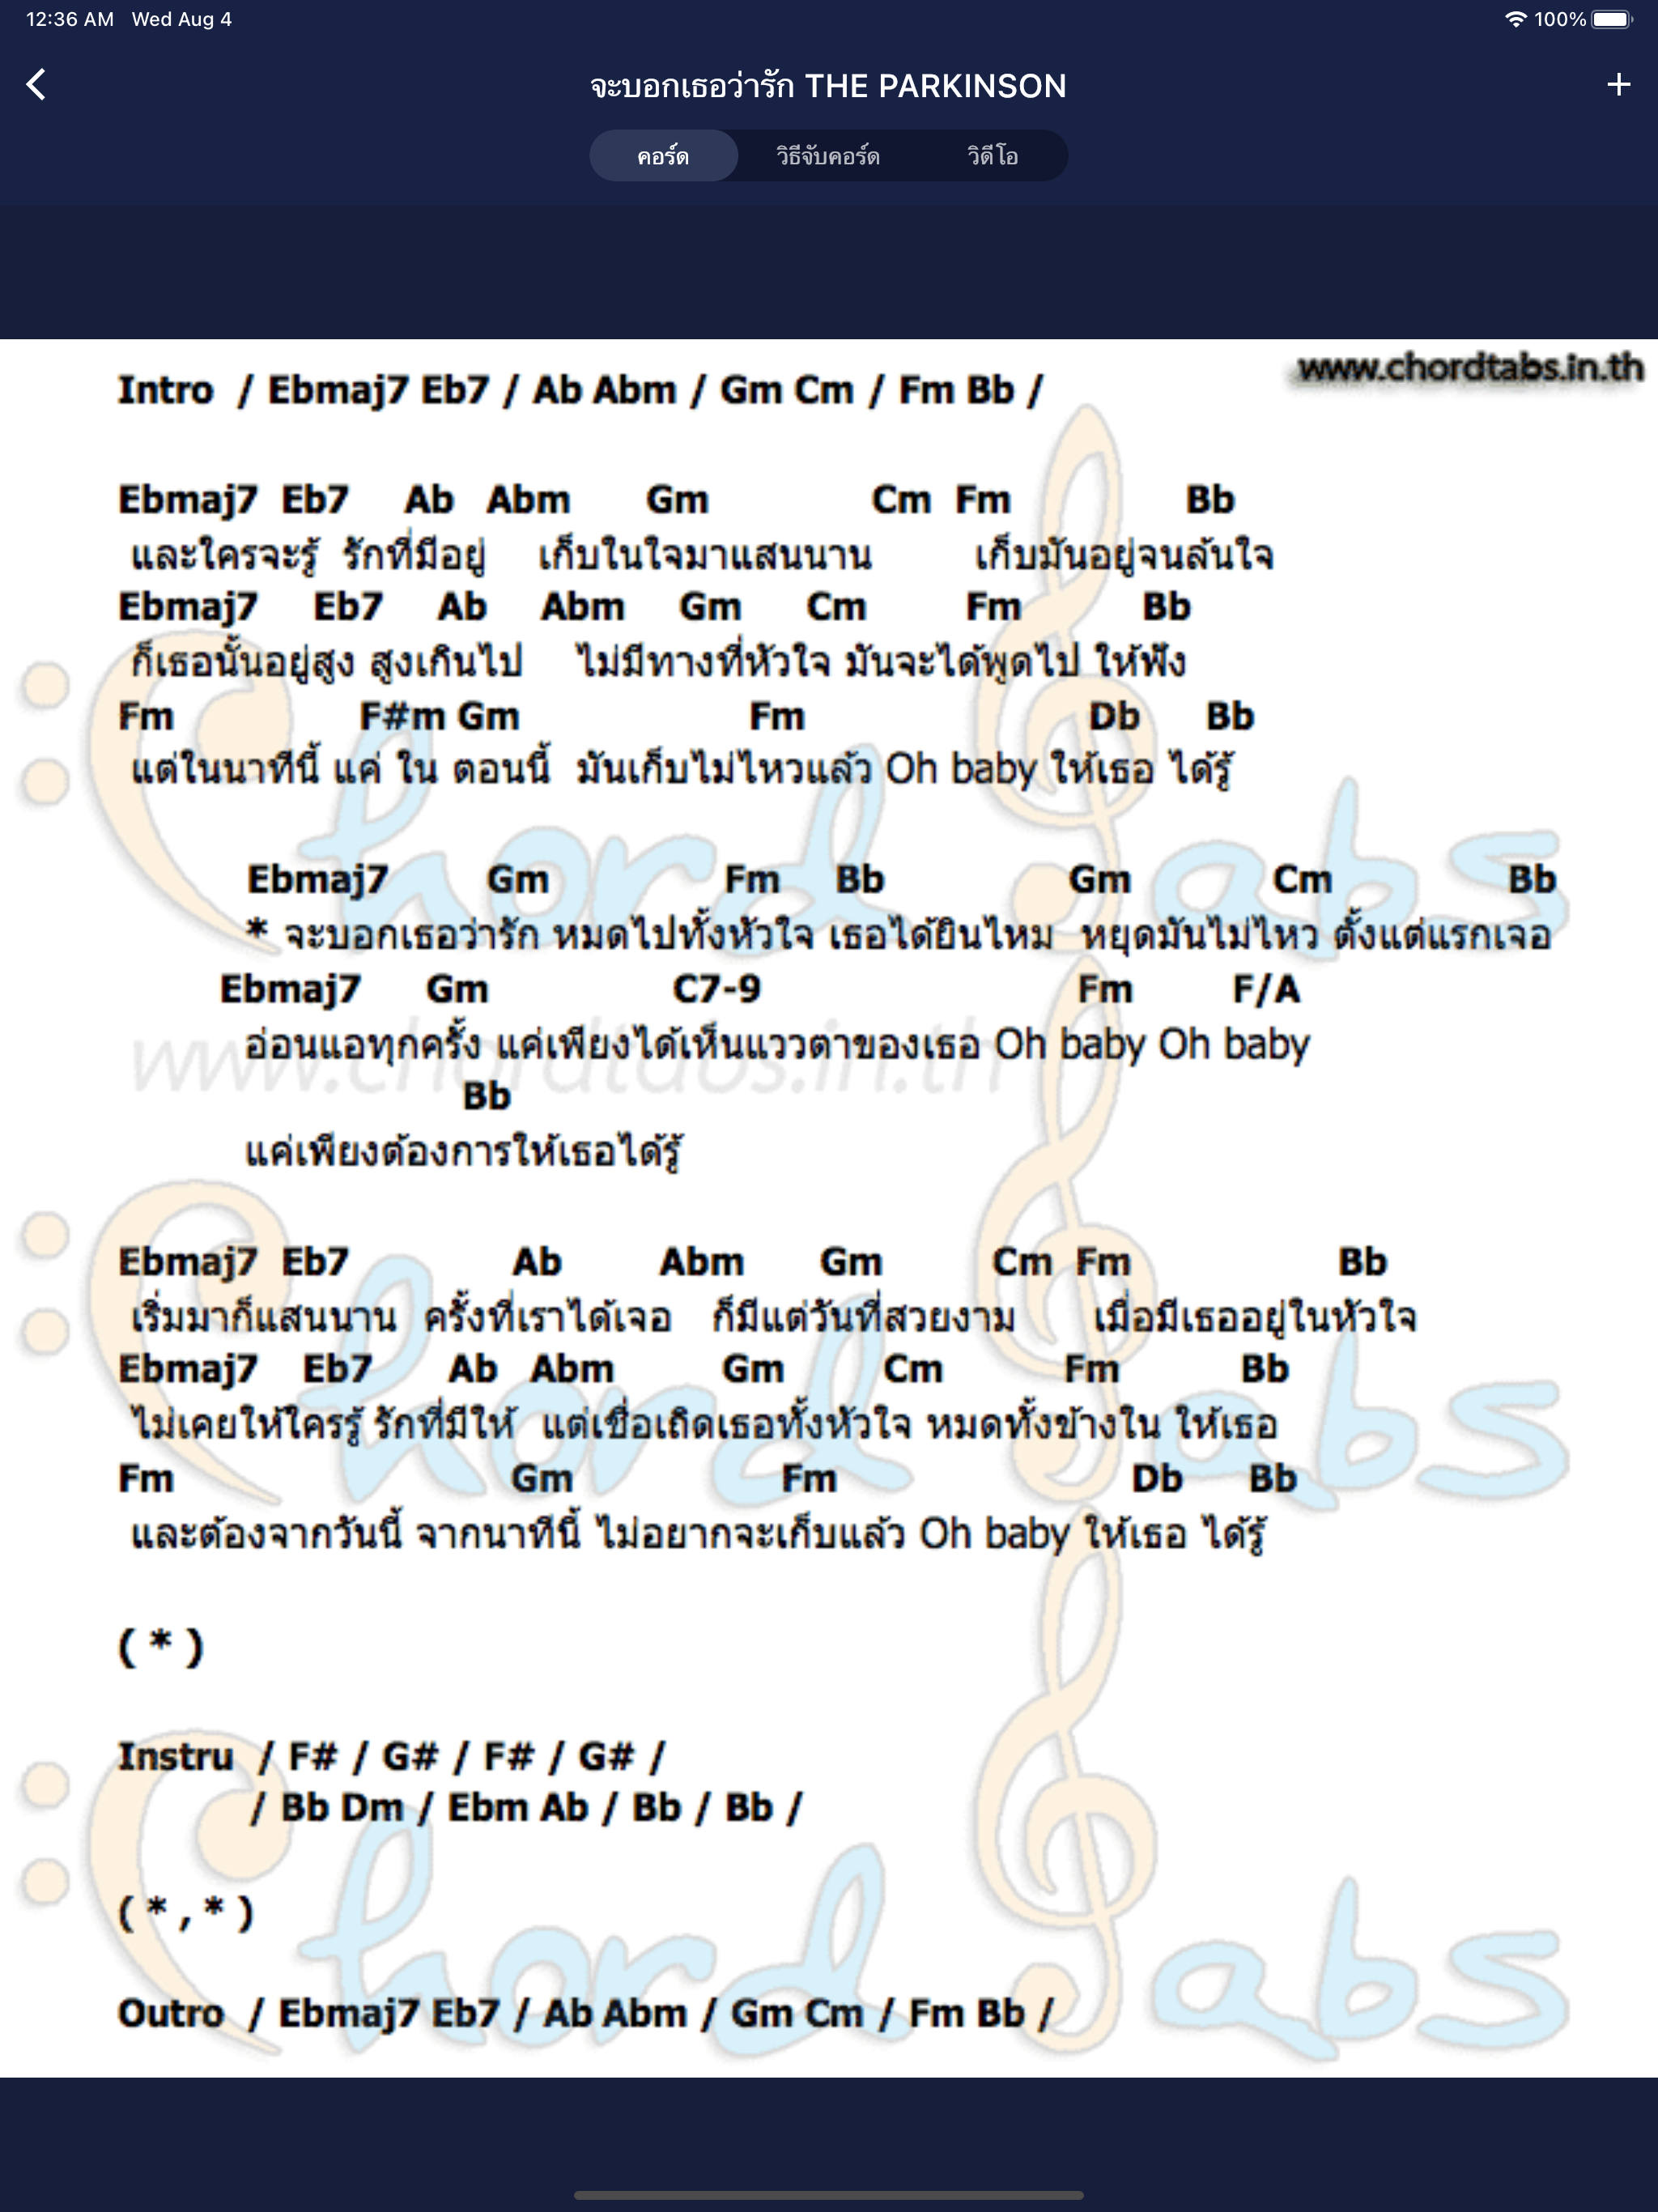 12:36 AM Wed Aug 4 100%
จะบอกเธอว่ารัก THE PARKINSON
คอร์ด วิธีจับคอร์ด วิดีโอ
www.chordtabs.in.th
Intro / Ebmaj7 Eb7 / Ab Abm / Gm Cm / Fm Bb /
Ebmaj7 Eb7 Ab Abm Gm Cm Fm Bb
และใครจะรู้ รักที่มีอยู่ เก็บในใจมาแสนนาน เก็บมันอยู่จนล้นใจ
Ebmaj7 Eb7 Ab Abm Gm Cm Fm Bb
ก็เธอนั้นอยู่สูง สูงเกินไป ไม่มีทางที่หัวใจ มันจะได้พูดไป ให้ฟัง
Fm F#m Gm Fm Db Bb
แต่ในนาทีนี้ แค่ ใน ตอนนี้ มันเก็บไม่ไหวแล้ว Oh baby ให้เธอ ได้รู้
Ebmaj7 Gm Fm Bb Gm Cm Bb
* จะบอกเธอว่ารัก หมดไปทั้งหัวใจ เธอได้ยินไหม หยุดมันไม่ไหว ตั้งแต่แรกเจอ
Ebmaj7 Gm C7-9 Fm F/A
อ่อนแอทุกครั้ง แค่เพียงได้เห็นแววตาของเธอ Oh baby Oh baby
Bb
แค่เพียงต้องการให้เธอได้รู้
Ebmaj7 Eb7 Ab Abm Gm Cm Fm Bb
เริ่มมาก็แสนนาน ครั้งที่เราได้เจอ ก็มีแต่วันที่สวยงาม เมื่อมีเธออยู่ในหัวใจ
Ebmaj7 Eb7 Ab Abm Gm Cm Fm Bb
ไม่เคยให้ใครรู้ รักที่มีให้ แต่เชื่อเถิดเธอทั้งหัวใจ หมดทั้งข้างใน ให้เธอ
Fm Gm Fm Db Bb
และต้องจากวันนี้ จากนาทีนี้ ไม่อยากจะเก็บแล้ว Oh baby ให้เธอ ได้รู้
( * )
Instru / F# / G# / F# / G# /
/ Bb Dm / Ebm Ab / Bb / Bb /
( * , * )
Outro / Ebmaj7 Eb7 / Ab Abm / Gm Cm / Fm Bb /